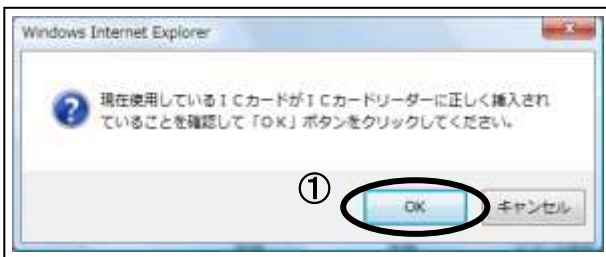 Windows Internet Explorer
現在使用しているICカードがICカードリーダーに正しく挿入され
ていることを確認して「OK」ボタンをクリックしてください。
①
OK
キャンセル